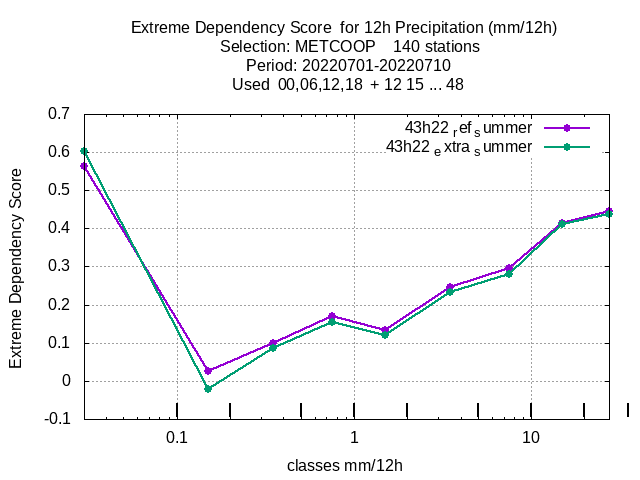 Extreme Dependency Score  for 12h Precipitation (mm/12h)
Selection: METCOOP    140 stations
Period: 20220701-20220710
Used  00,06,12,18  + 12 15 ... 48
43h22 ref summer
43h22 extra summer
Extreme Dependency Score
0.7
0.6
0.5
0.4
0.3
0.2
0.1
0
-0.1
0.1
1
10
classes mm/12h